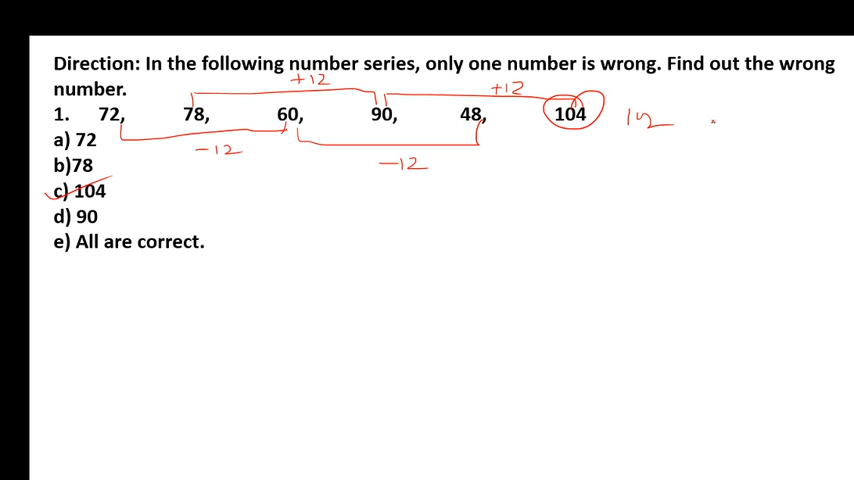 Direction: In the following number series, only one number is wrong. Find out the wrong
number.
+12
+12
1. 72, 78, 60, 90, 48, 104
-12
-12
a) 72
b)78
c) 104
d) 90
e) All are correct.